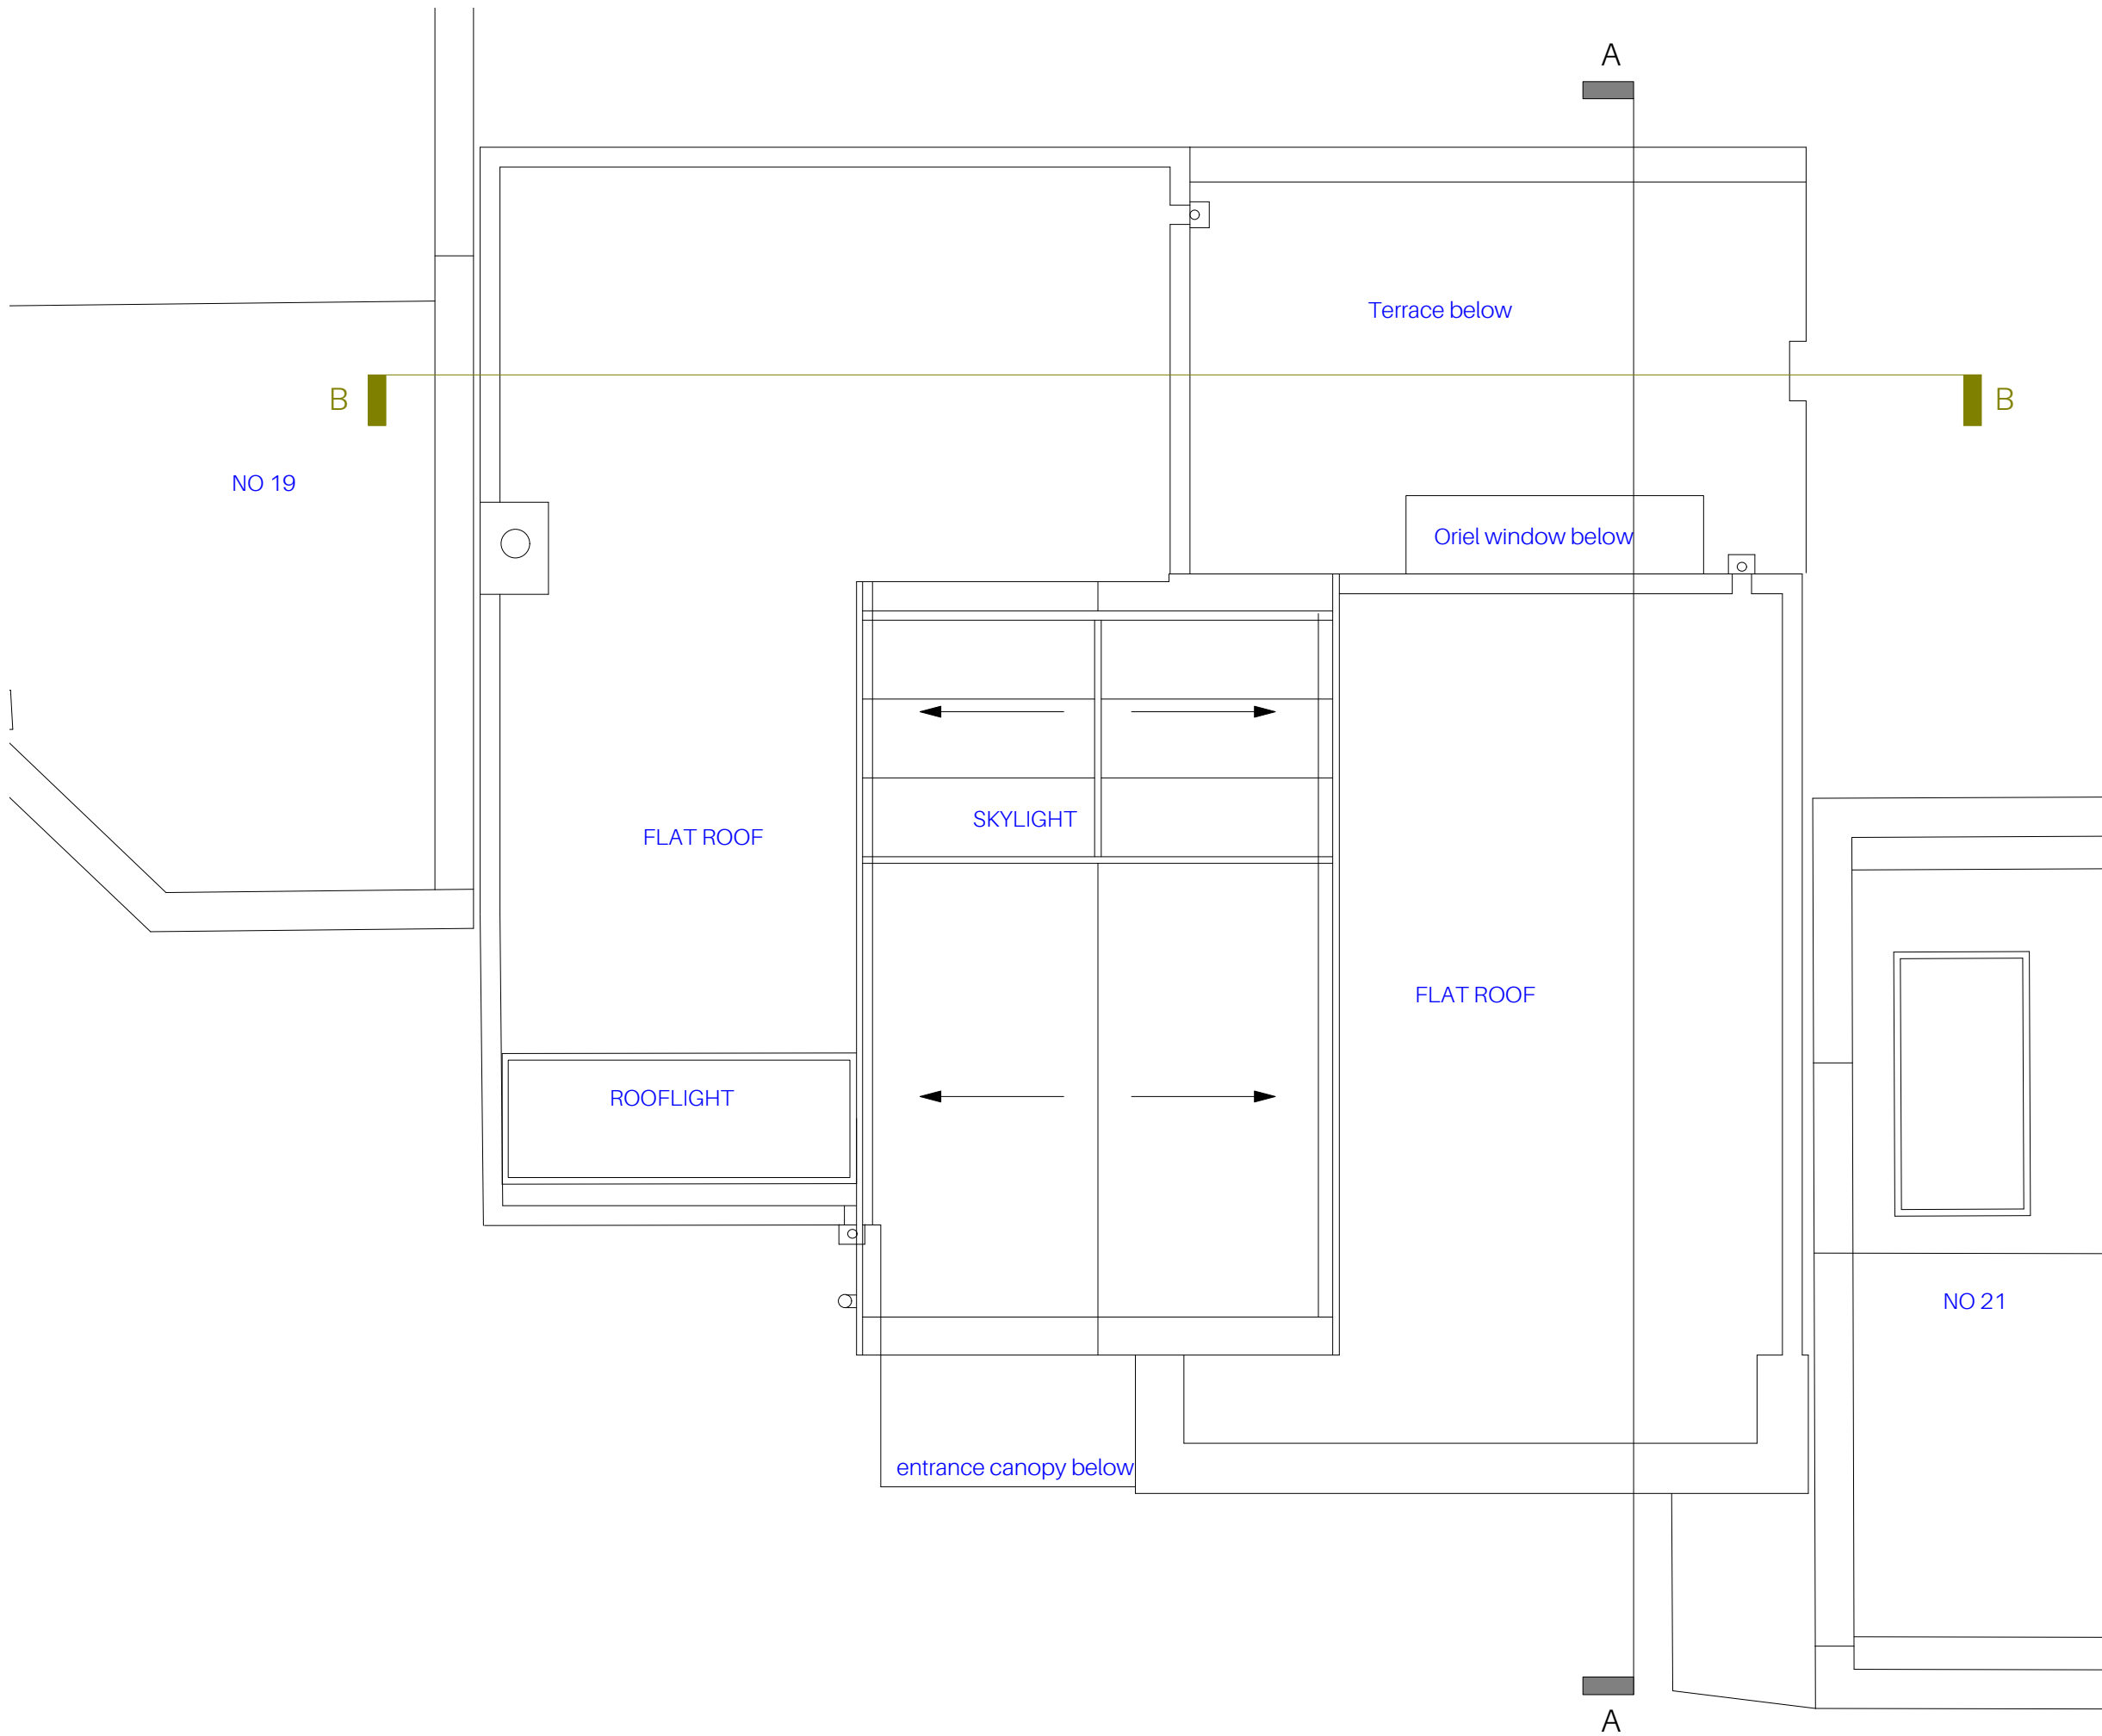 A
Terrace below
B
B
NO 19
Oriel window below
SKYLIGHT
FLAT ROOF
FLAT ROOF
ROOFLIGHT
NO 21
entrance canopy below
A